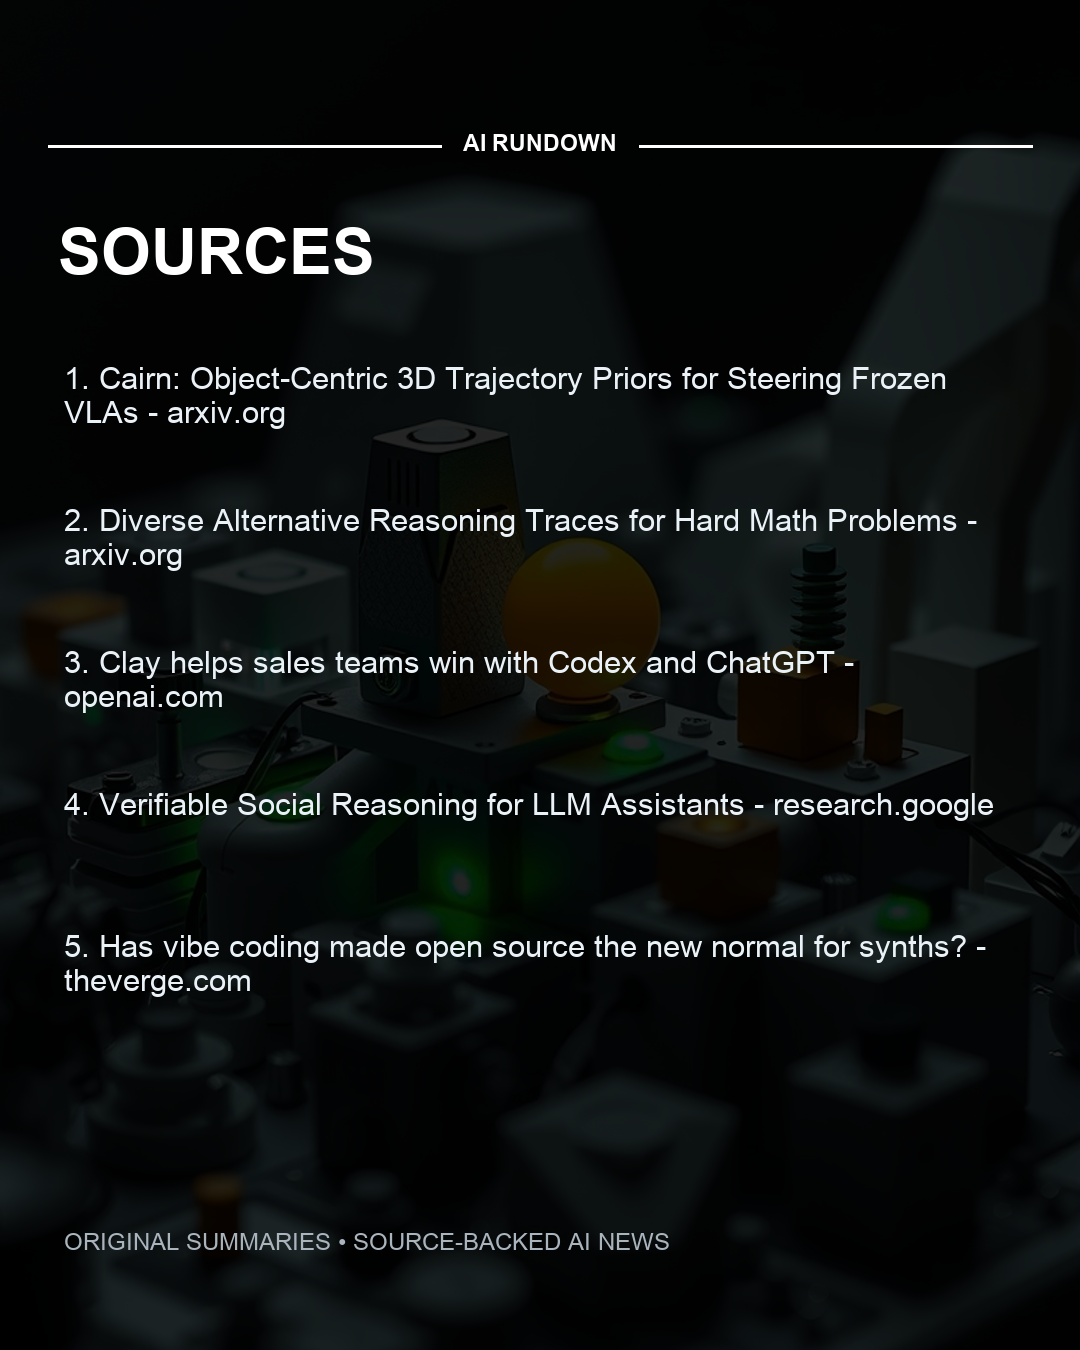 AI RUNDOWN
SOURCES
1. Cairn: Object-Centric 3D Trajectory Priors for Steering Frozen
VLAs - arxiv.org
2. Diverse Alternative Reasoning Traces for Hard Math Problems -
arxiv.org
3. Clay helps sales teams win with Codex and ChatGPT -
openai.com
4. Verifiable Social Reasoning for LLM Assistants - research.google
5. Has vibe coding made open source the new normal for synths? -
theverge.com
ORIGINAL SUMMARIES • SOURCE-BACKED AI NEWS